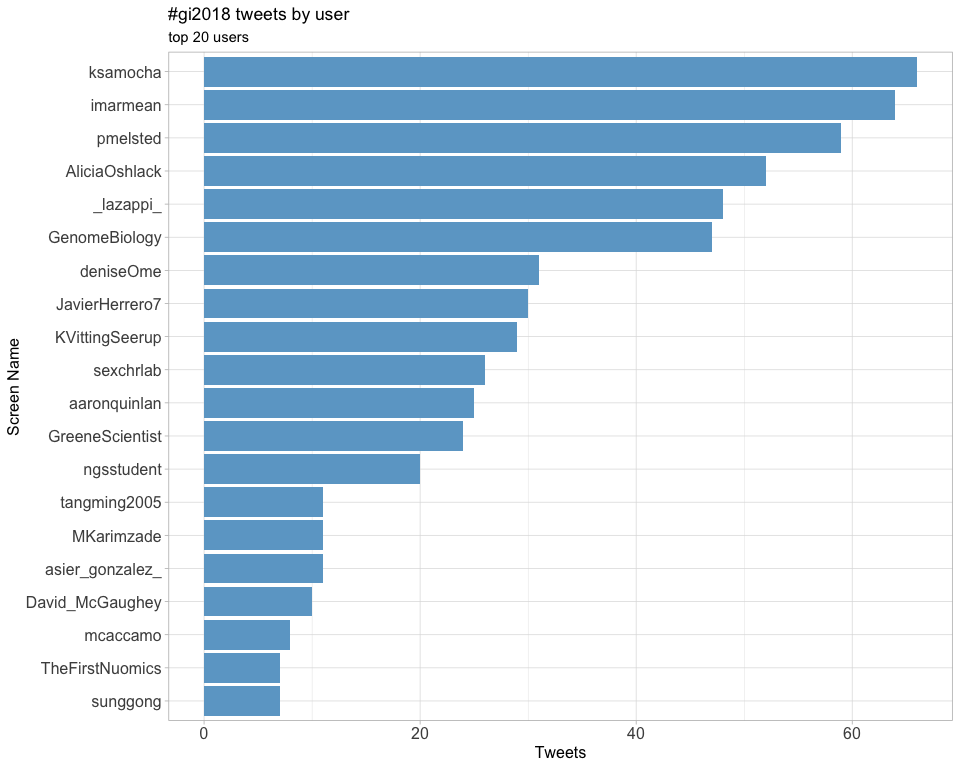 #gi2018 tweets by user
top 20 users
Screen Name
ksamocha
imarmean
pmelsted
AliciaOshlack
_lazappi_
GenomeBiology
deniseOme
JavierHerrero7
KVittingSeerup
sexchrlab
aaronquinlan
GreeneScientist
ngsstudent
tangming2005
MKarimzade
asier_gonzalez_
David_McGaughey
mcaccamo
TheFirstNuomics
sunggong
0 20 40 60
Tweets